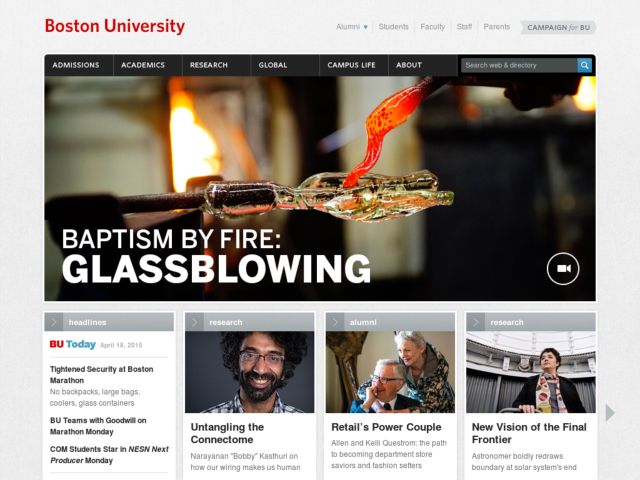 Boston University
Alumni
Students
Faculty
Staff
Parents
CAMPAIGN for BU
ADMISSIONS
ACADEMICS
RESEARCH
GLOBAL
CAMPUS LIFE
ABOUT
Search web & directory
BAPTISM BY FIRE:
GLASSBLOWING
headlines
BU Today April 18, 2015
Tightened Security at Boston
Marathon
No backpacks, large bags,
coolers, glass containers
BU Teams with Goodwill on
Marathon Monday
COM Students Star in NESN Next
Producer Monday
research
Untangling the
Connectome
Narayanan "Bobby" Kasthuri on
how our wiring makes us human
alumni
Retail's Power Couple
Allen and Kelli Questrom: the path
to becoming department store
saviors and fashion setters
research
New Vision of the Final
Frontier
Astronomer boldly redraws
boundary at solar system's end